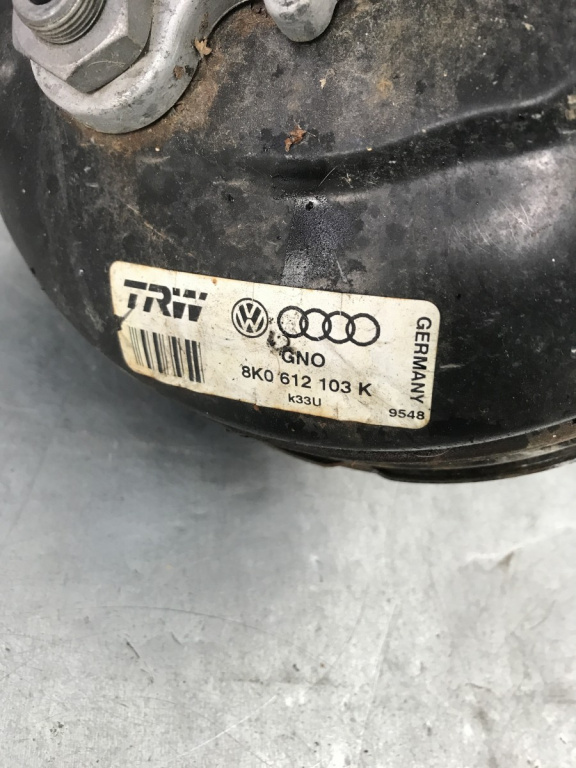 TRW
GNO
8K0 612 103 K
k33U
GERMANY
9548